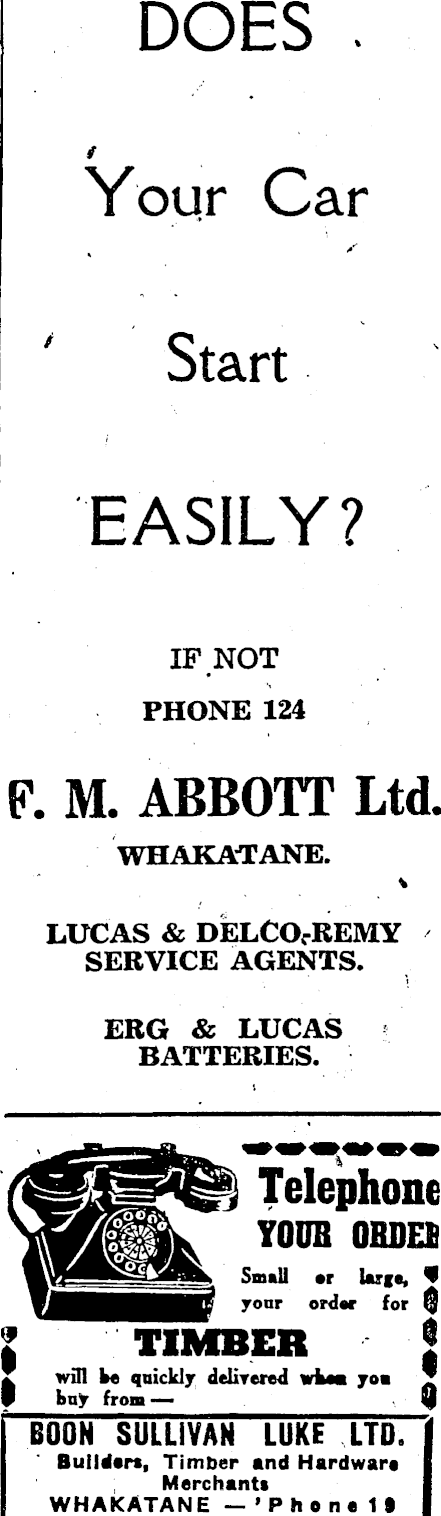 DOES
Your Car
Start
EASILY?
IF NOT
PHONE 124
F. M. ABBOTT Ltd.
WHAKATANE.
LUCAS & DELCO-REMY
SERVICE AGENTS.
ERG & LUCAS
BATTERIES.
Telephone
YOUR ORDER
Small or large,
your order for
TIMBER
will be quickly delivered when you
buy from —
BOON SULLIVAN LUKE LTD.
Builders, Timber and Hardware
Merchants
WHAKATANE — 'Phone 19